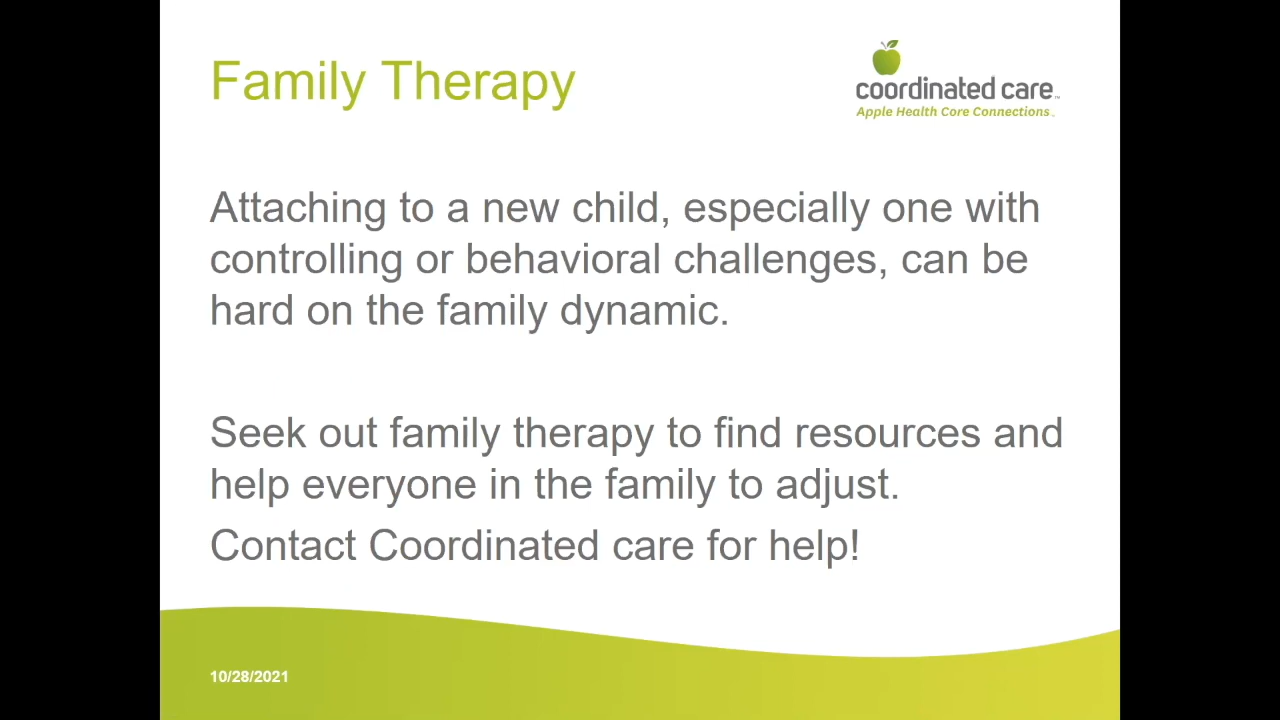 Family Therapy
coordinated care™
Apple Health Core Connections™
Attaching to a new child, especially one with
controlling or behavioral challenges, can be
hard on the family dynamic.
Seek out family therapy to find resources and
help everyone in the family to adjust.
Contact Coordinated care for help!
10/28/2021